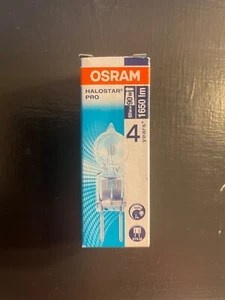 OSRAM
HALOSTAR®
PRO
1650 lm
4
years*